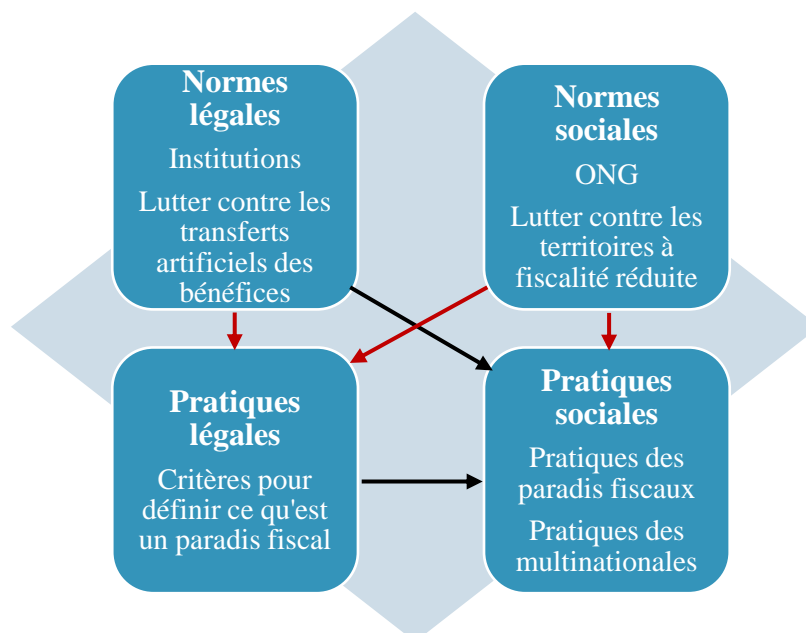 Normes
légales
Institutions
Lutter contre les
transferts
artificiels des
bénéfices
Normes
sociales
ONG
Lutter contre les
territoires à
fiscalité réduite
Pratiques
légales
Critères pour
définir ce qu'est
un paradis fiscal
Pratiques
sociales
Pratiques des
paradis fiscaux
Pratiques des
multinationales